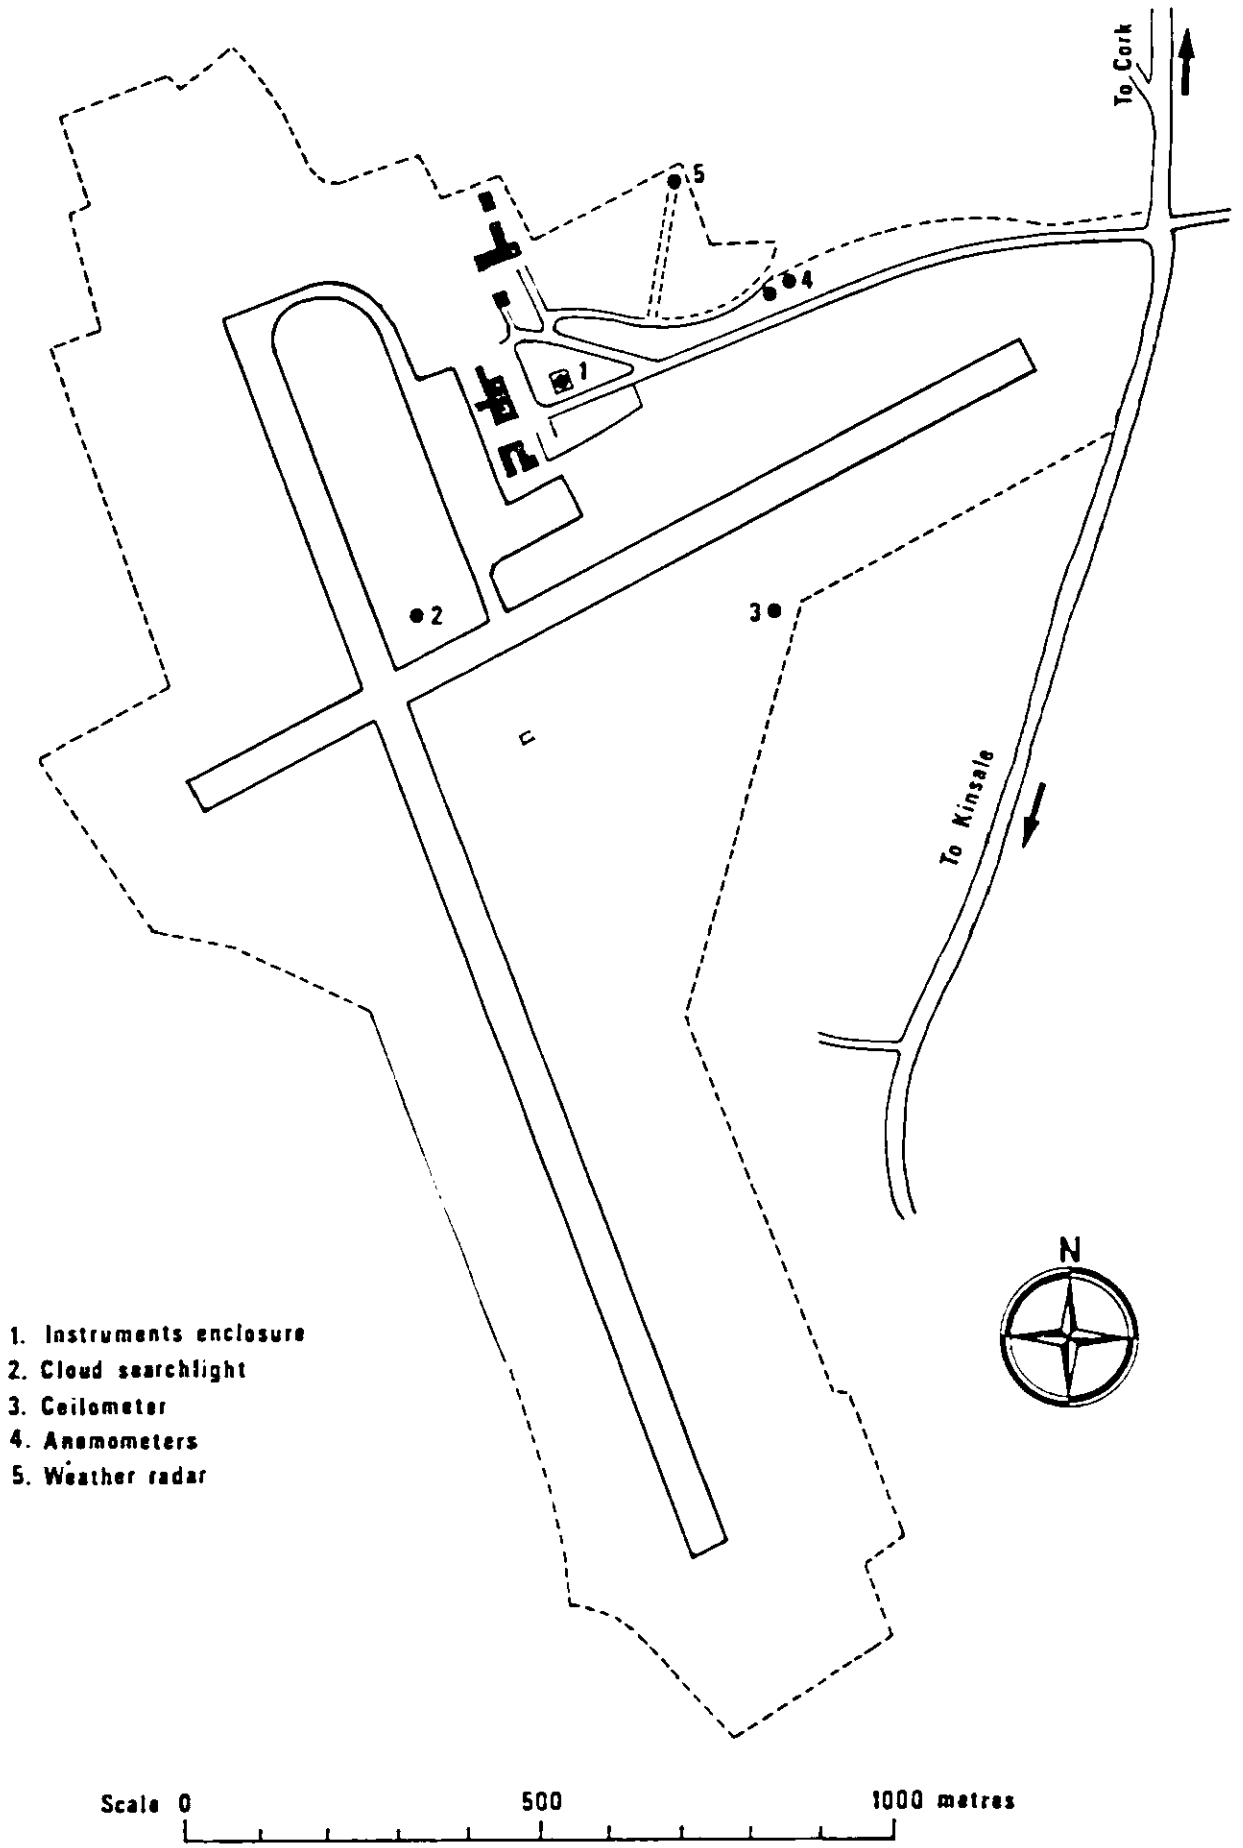 To Cork
5
4
1
2
3
To Kinsale
N
1. Instruments enclosure
2. Cloud searchlight
3. Ceilometer
4. Anemometers
5. Weather radar
Scale 0 500 1000 metres